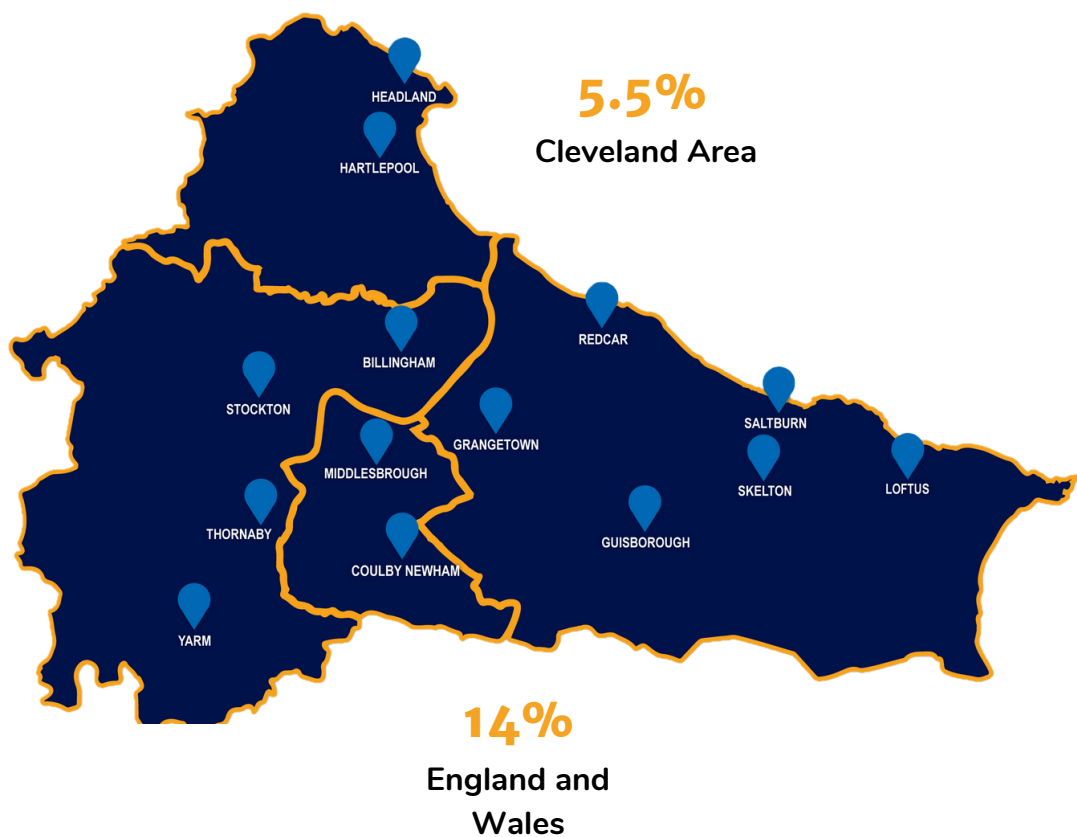 HEADLAND
5.5%
Cleveland Area
HARTLEPOOL
REDCAR
BILLINGHAM
STOCKTON
SALTBURN
GRANGETOWN
MIDDLESBROUGH
SKELTON
LOFTUS
THORNABY
GUISBOROUGH
COULBY NEWHAM
YARM
14%
England and
Wales